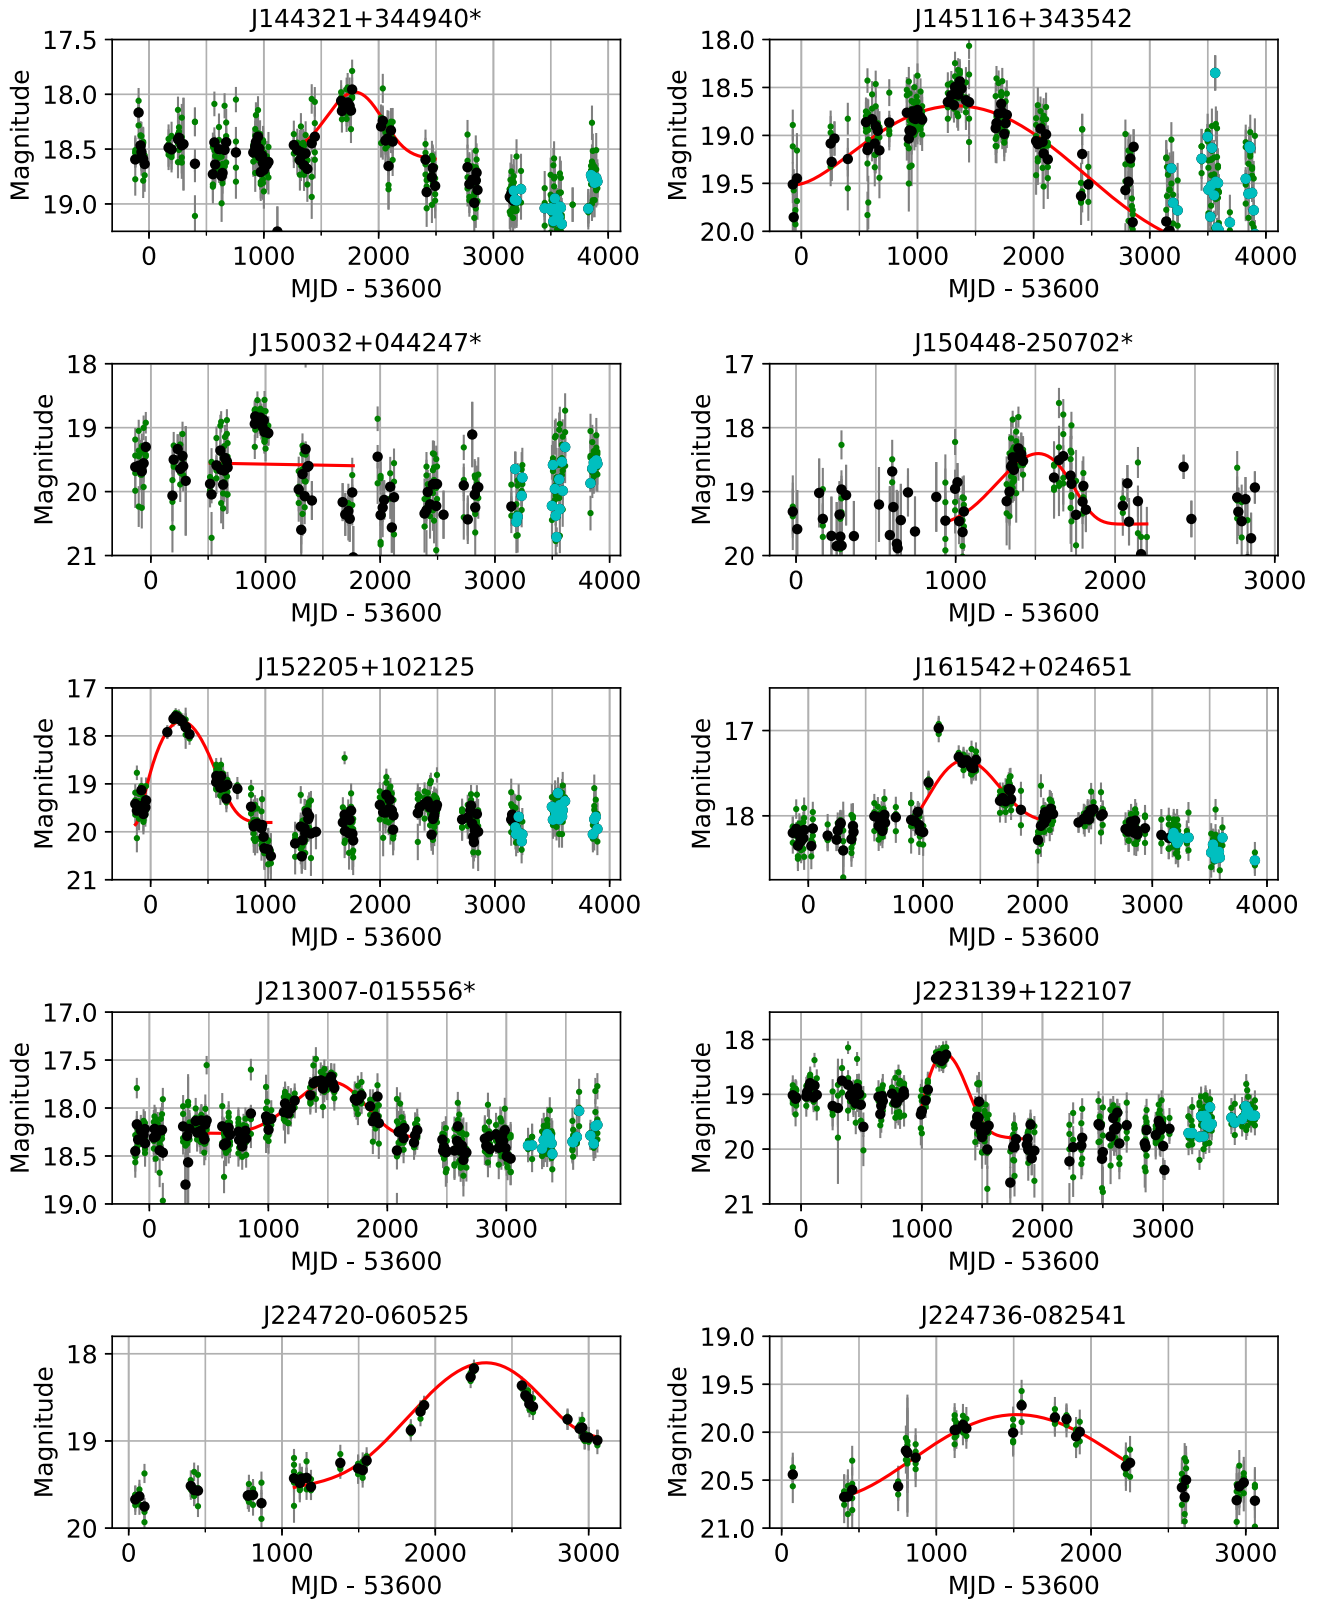 J144321+344940*
17.5
18.0
18.5
19.0
Magnitude
0 1000 2000 3000 4000
MJD - 53600
J145116+343542
18.0
18.5
19.0
19.5
20.0
Magnitude
0 1000 2000 3000 4000
MJD - 53600
J150032+044247*
18
19
20
21
Magnitude
0 1000 2000 3000 4000
MJD - 53600
J150448-250702*
17
18
19
20
Magnitude
0 1000 2000 3000
MJD - 53600
J152205+102125
17
18
19
20
21
Magnitude
0 1000 2000 3000 4000
MJD - 53600
J161542+024651
17
18
Magnitude
0 1000 2000 3000 4000
MJD - 53600
J213007-015556*
17.0
17.5
18.0
18.5
19.0
Magnitude
0 1000 2000 3000
MJD - 53600
J223139+122107
18
19
20
21
Magnitude
0 1000 2000 3000
MJD - 53600
J224720-060525
18
19
20
Magnitude
0 1000 2000 3000
MJD - 53600
J224736-082541
19.0
19.5
20.0
20.5
21.0
Magnitude
0 1000 2000 3000
MJD - 53600